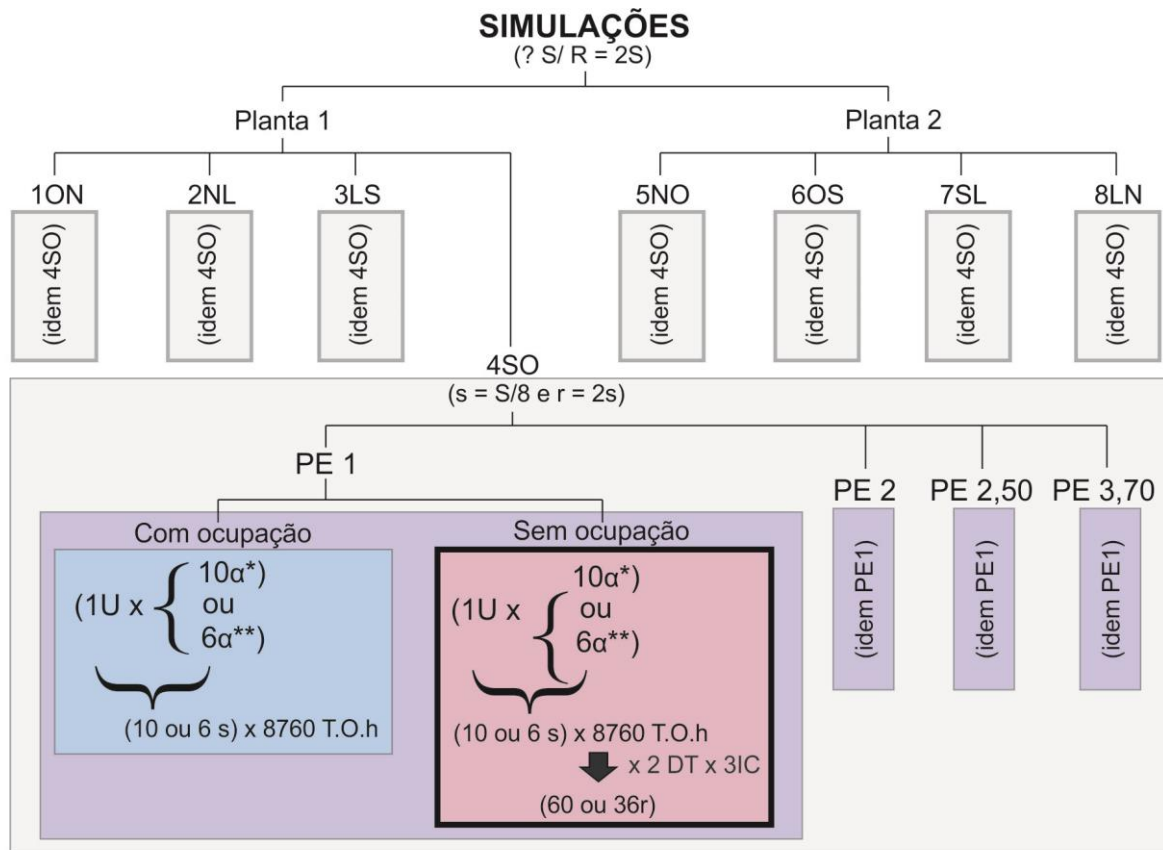 SIMULAÇÕES
(? S/ R = 2S)
Planta 1
Planta 2
1ON
2NL
3LS
5NO
6OS
7SL
8LN
(idem 4SO)
(idem 4SO)
(idem 4SO)
(idem 4SO)
(idem 4SO)
(idem 4SO)
(idem 4SO)
4SO
(s = S/8 e r = 2s)
PE 1
PE 2
PE 2,50
PE 3,70
(idem PE1)
(idem PE1)
(idem PE1)
Com ocupação
(1U x
10α*)
ou
6α**)
(10 ou 6 s) x 8760 T.O.h
Sem ocupação
(1U x
10α*)
ou
6α**)
(10 ou 6 s) x 8760 T.O.h
x 2 DT x 3IC
(60 ou 36r)